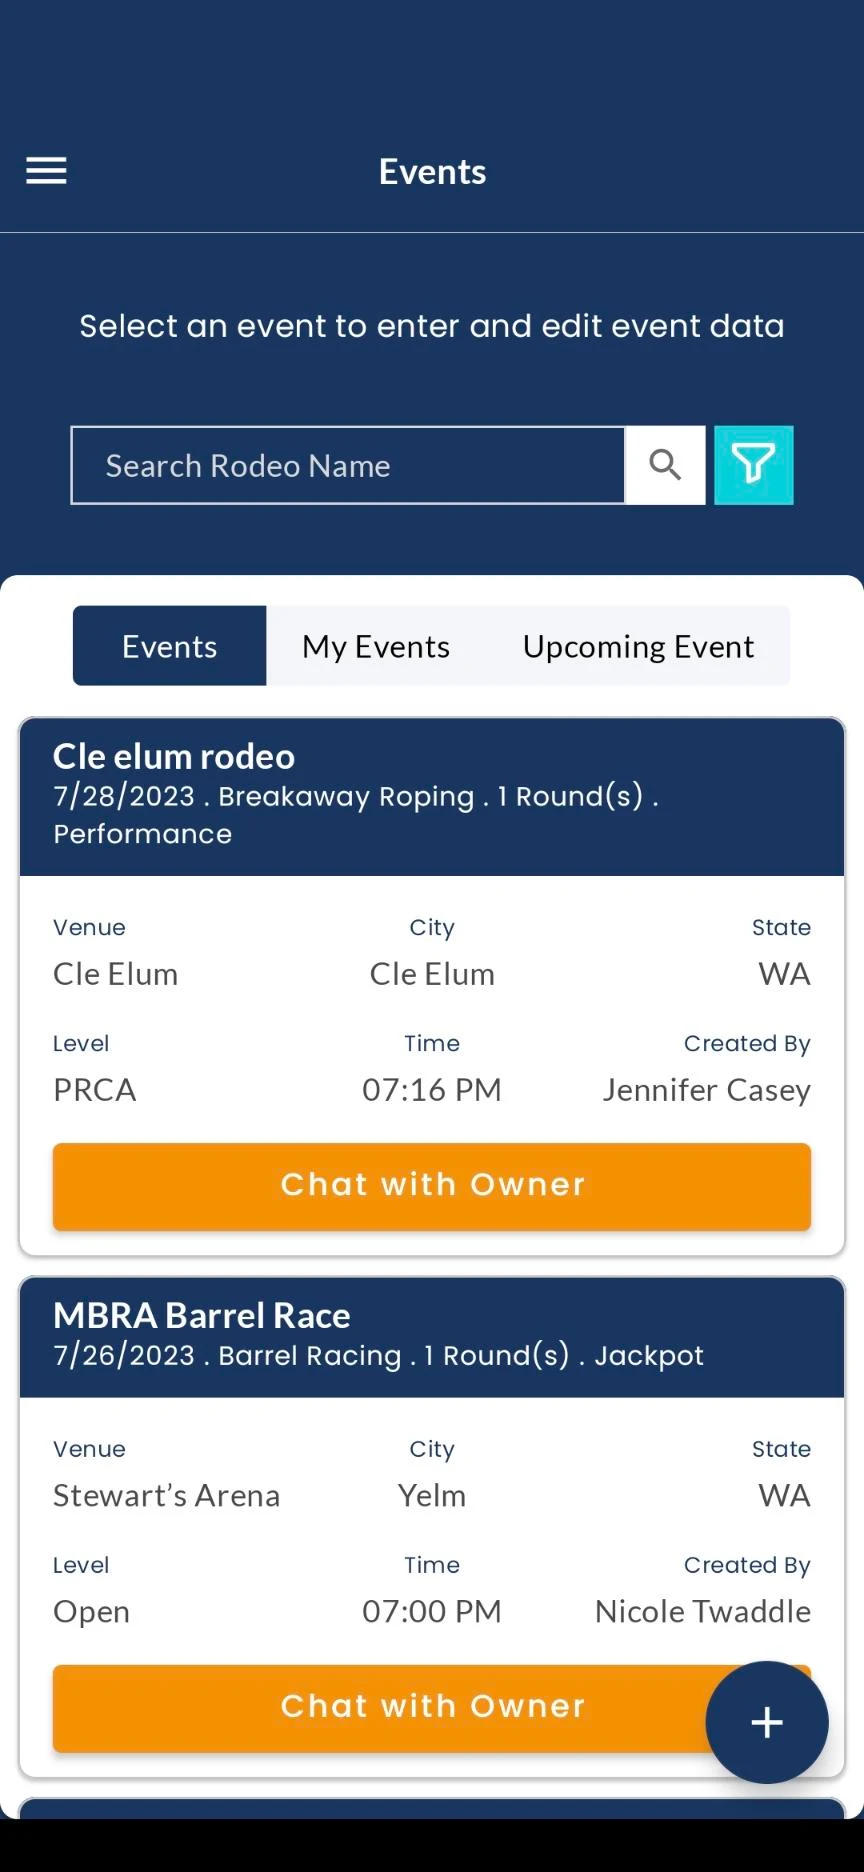 Events
Select an event to enter and edit event data
Search Rodeo Name
Events My Events Upcoming Event
Cle elum rodeo
7/28/2023 . Breakaway Roping . 1 Round(s) .
Performance
Venue City State
Cle Elum Cle Elum WA
Level Time Created By
PRCA 07:16 PM Jennifer Casey
Chat with Owner
MBRA Barrel Race
7/26/2023 . Barrel Racing . 1 Round(s) . Jackpot
Venue City State
Stewart’s Arena Yelm WA
Level Time Created By
Open 07:00 PM Nicole Twaddle
Chat with Owner
+